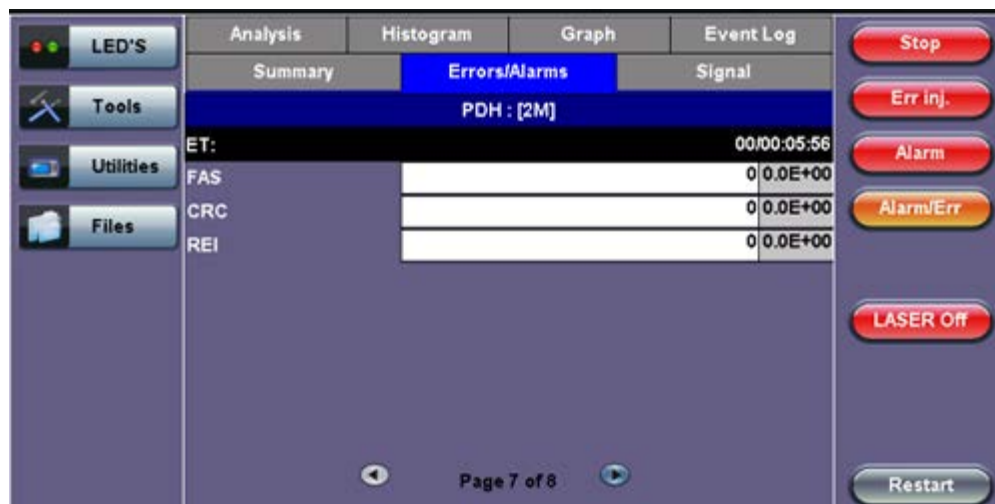 LED'S
Tools
Utilities
Files
Analysis Histogram Graph Event Log
Summary Errors/Alarms Signal
PDH : [2M]
ET: 00/00:05:56
FAS 0 0.0E+00
CRC 0 0.0E+00
REI 0 0.0E+00
Page 7 of 8
Stop
Err inj.
Alarm
Alarm/Err
LASER Off
Restart